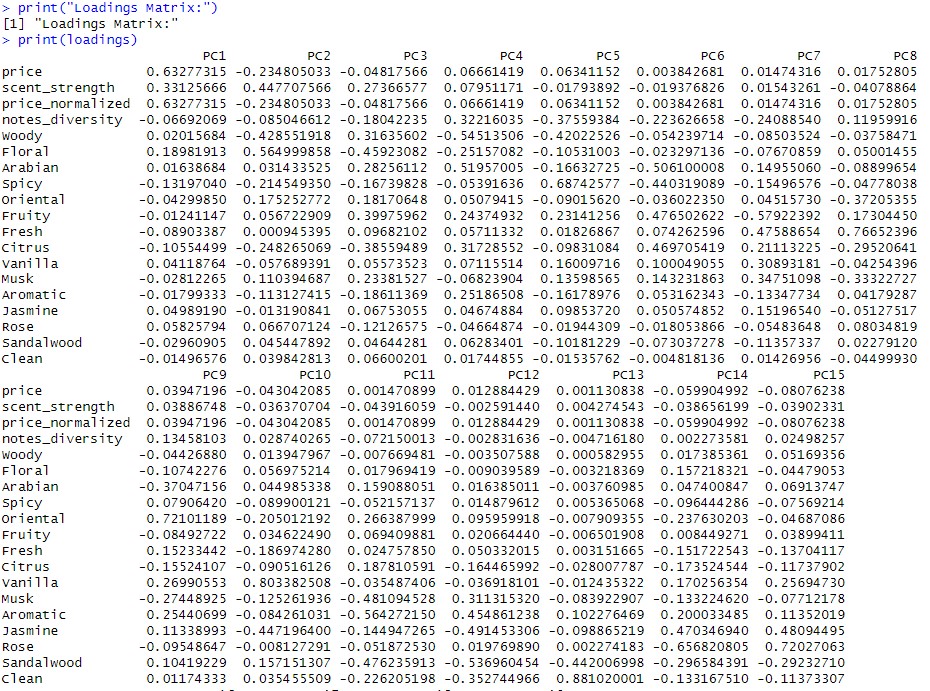 > print("Loadings Matrix:")
[1] "Loadings Matrix:"
> print(loadings)
PC1 PC2 PC3 PC4 PC5 PC6 PC7 PC8
price 0.63277315 -0.234805033 -0.04817566 0.06661419 0.06341152 0.003842681 0.01474316 0.01752805
scent_strength 0.33125666 0.447707566 0.27366577 0.07951171 -0.01793892 -0.019376826 0.01543261 -0.04078864
price_normalized 0.63277315 -0.234805033 -0.04817566 0.06661419 0.06341152 0.003842681 0.01474316 0.01752805
notes_diversity -0.06692069 -0.085046612 -0.18042235 0.32216035 -0.37559384 -0.223626658 -0.24088540 0.11959916
Woody 0.02015684 -0.428551918 0.31635602 -0.54513506 -0.42022526 -0.054239714 -0.08503524 -0.03758471
Floral 0.18981913 0.564999858 -0.45923082 -0.25157082 -0.10531003 -0.023297136 -0.07670859 0.05001455
Arabian 0.01638684 0.031433525 0.28256112 0.51957005 -0.16632725 -0.506100008 0.14955060 -0.08899654
Spicy -0.13197040 -0.214549350 -0.16739828 -0.05391636 0.68742577 -0.440319089 -0.15496576 -0.04778038
Oriental -0.04299850 0.175252772 0.18170648 0.05079415 -0.09015620 -0.036022350 0.04515730 -0.37205355
Fruity -0.01241147 0.056722909 0.39975962 0.24374932 0.23141256 0.476502622 -0.57922392 0.17304450
Fresh -0.08903387 0.000945395 0.09682102 0.05711332 0.01826867 0.074262596 0.47588654 0.76652396
Citrus -0.10554499 -0.248265069 -0.38559489 0.31728552 -0.09831084 0.469705419 0.21113225 -0.29520641
Vanilla 0.04118764 -0.057689391 0.05573523 0.07115514 0.16009716 0.100049055 0.30893181 -0.04254396
Musk -0.02812265 0.110394687 0.23381527 -0.06823904 0.13598565 0.143231863 0.34751098 -0.33322727
Aromatic -0.01799333 -0.113127415 -0.18611369 0.25186508 -0.16178976 0.053162343 -0.13347734 0.04179287
Jasmine 0.04989190 -0.013190841 0.06753055 0.04674884 0.09853720 0.050574852 0.15196540 -0.05127517
Rose 0.05825794 0.066707124 -0.12126575 -0.04664874 -0.01944309 -0.018053866 -0.05483648 0.08034819
Sandalwood -0.02960905 0.045447892 0.04644281 0.06283401 -0.10181229 -0.073037278 -0.11357337 0.02279120
Clean -0.01496576 0.039842813 0.06600201 0.01744855 -0.01535762 -0.004818136 0.01426956 -0.04499930
PC9 PC10 PC11 PC12 PC13 PC14 PC15
price 0.03947196 -0.043042085 0.001470899 0.012884429 0.001130838 -0.059904992 -0.08076238
scent_strength 0.03886748 -0.036370704 -0.043916059 -0.002591440 0.004274543 -0.038656199 -0.03902331
price_normalized 0.03947196 -0.043042085 0.001470899 0.012884429 0.001130838 -0.059904992 -0.08076238
notes_diversity 0.13458103 0.028740265 -0.072150013 -0.002831636 -0.004716180 0.002273581 0.02498257
Woody -0.04426880 0.013947967 -0.007669481 -0.003507588 0.000582955 0.017385361 0.05169356
Floral -0.10742276 0.056975214 0.017969419 -0.009039589 -0.003218369 0.157218321 -0.04479053
Arabian -0.37047156 0.044985338 0.159088051 0.016385011 -0.003760985 0.047400847 0.06913747
Spicy 0.07906420 -0.089900121 -0.052157137 0.014879612 0.005365068 -0.096444286 -0.07569214
Oriental 0.72101189 -0.205012192 0.266387999 0.095959918 -0.007909355 -0.237630203 -0.04687086
Fruity -0.08492722 0.034622490 0.069409881 0.020664440 -0.006501908 0.008449271 0.03899411
Fresh 0.15233442 -0.186974280 0.024757850 0.050332015 0.003151665 -0.151722543 -0.13704117
Citrus -0.15524107 -0.090516126 0.187810591 -0.164465992 -0.028007787 -0.173524544 -0.11737902
Vanilla 0.26990553 0.803382508 -0.035487406 -0.036918101 -0.012435322 0.170256354 0.25694730
Musk -0.27448925 -0.125261936 -0.481094528 0.311315320 -0.083922907 -0.133224620 -0.07712178
Aromatic 0.25440699 -0.084261031 -0.564272150 0.454861238 0.102276469 0.200033485 0.11352019
Jasmine 0.11338993 -0.447196400 -0.144947265 -0.491453306 -0.098865219 0.470346940 0.48094495
Rose -0.09548647 -0.008127291 -0.051872530 0.019769890 0.002274183 -0.656820805 0.72027063
Sandalwood 0.10419229 0.157151307 -0.476235913 -0.536960454 -0.442006998 -0.296584391 -0.29232710
Clean 0.01174333 0.035455509 -0.226205198 -0.352744966 0.881020001 -0.133167510 -0.11373307